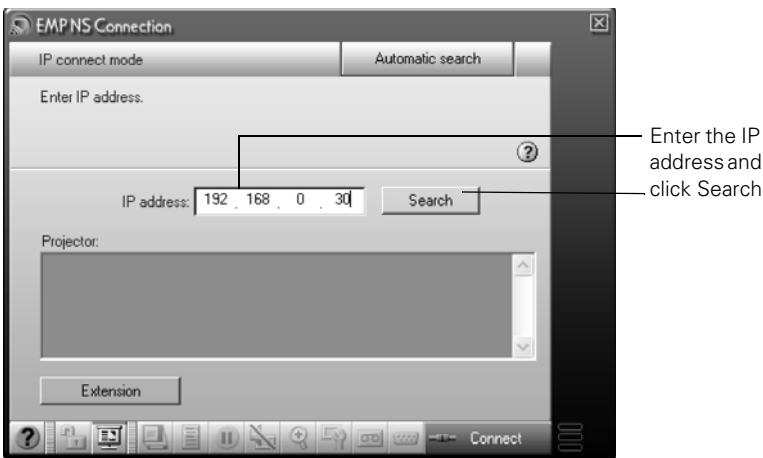 EMP NS Connection
IP connect mode
Automatic search
Enter IP address.
?
IP address: 192 . 168 . 0 . 30
Search
Enter the IP
address and
click Search
Projector:
Extension
? Connect